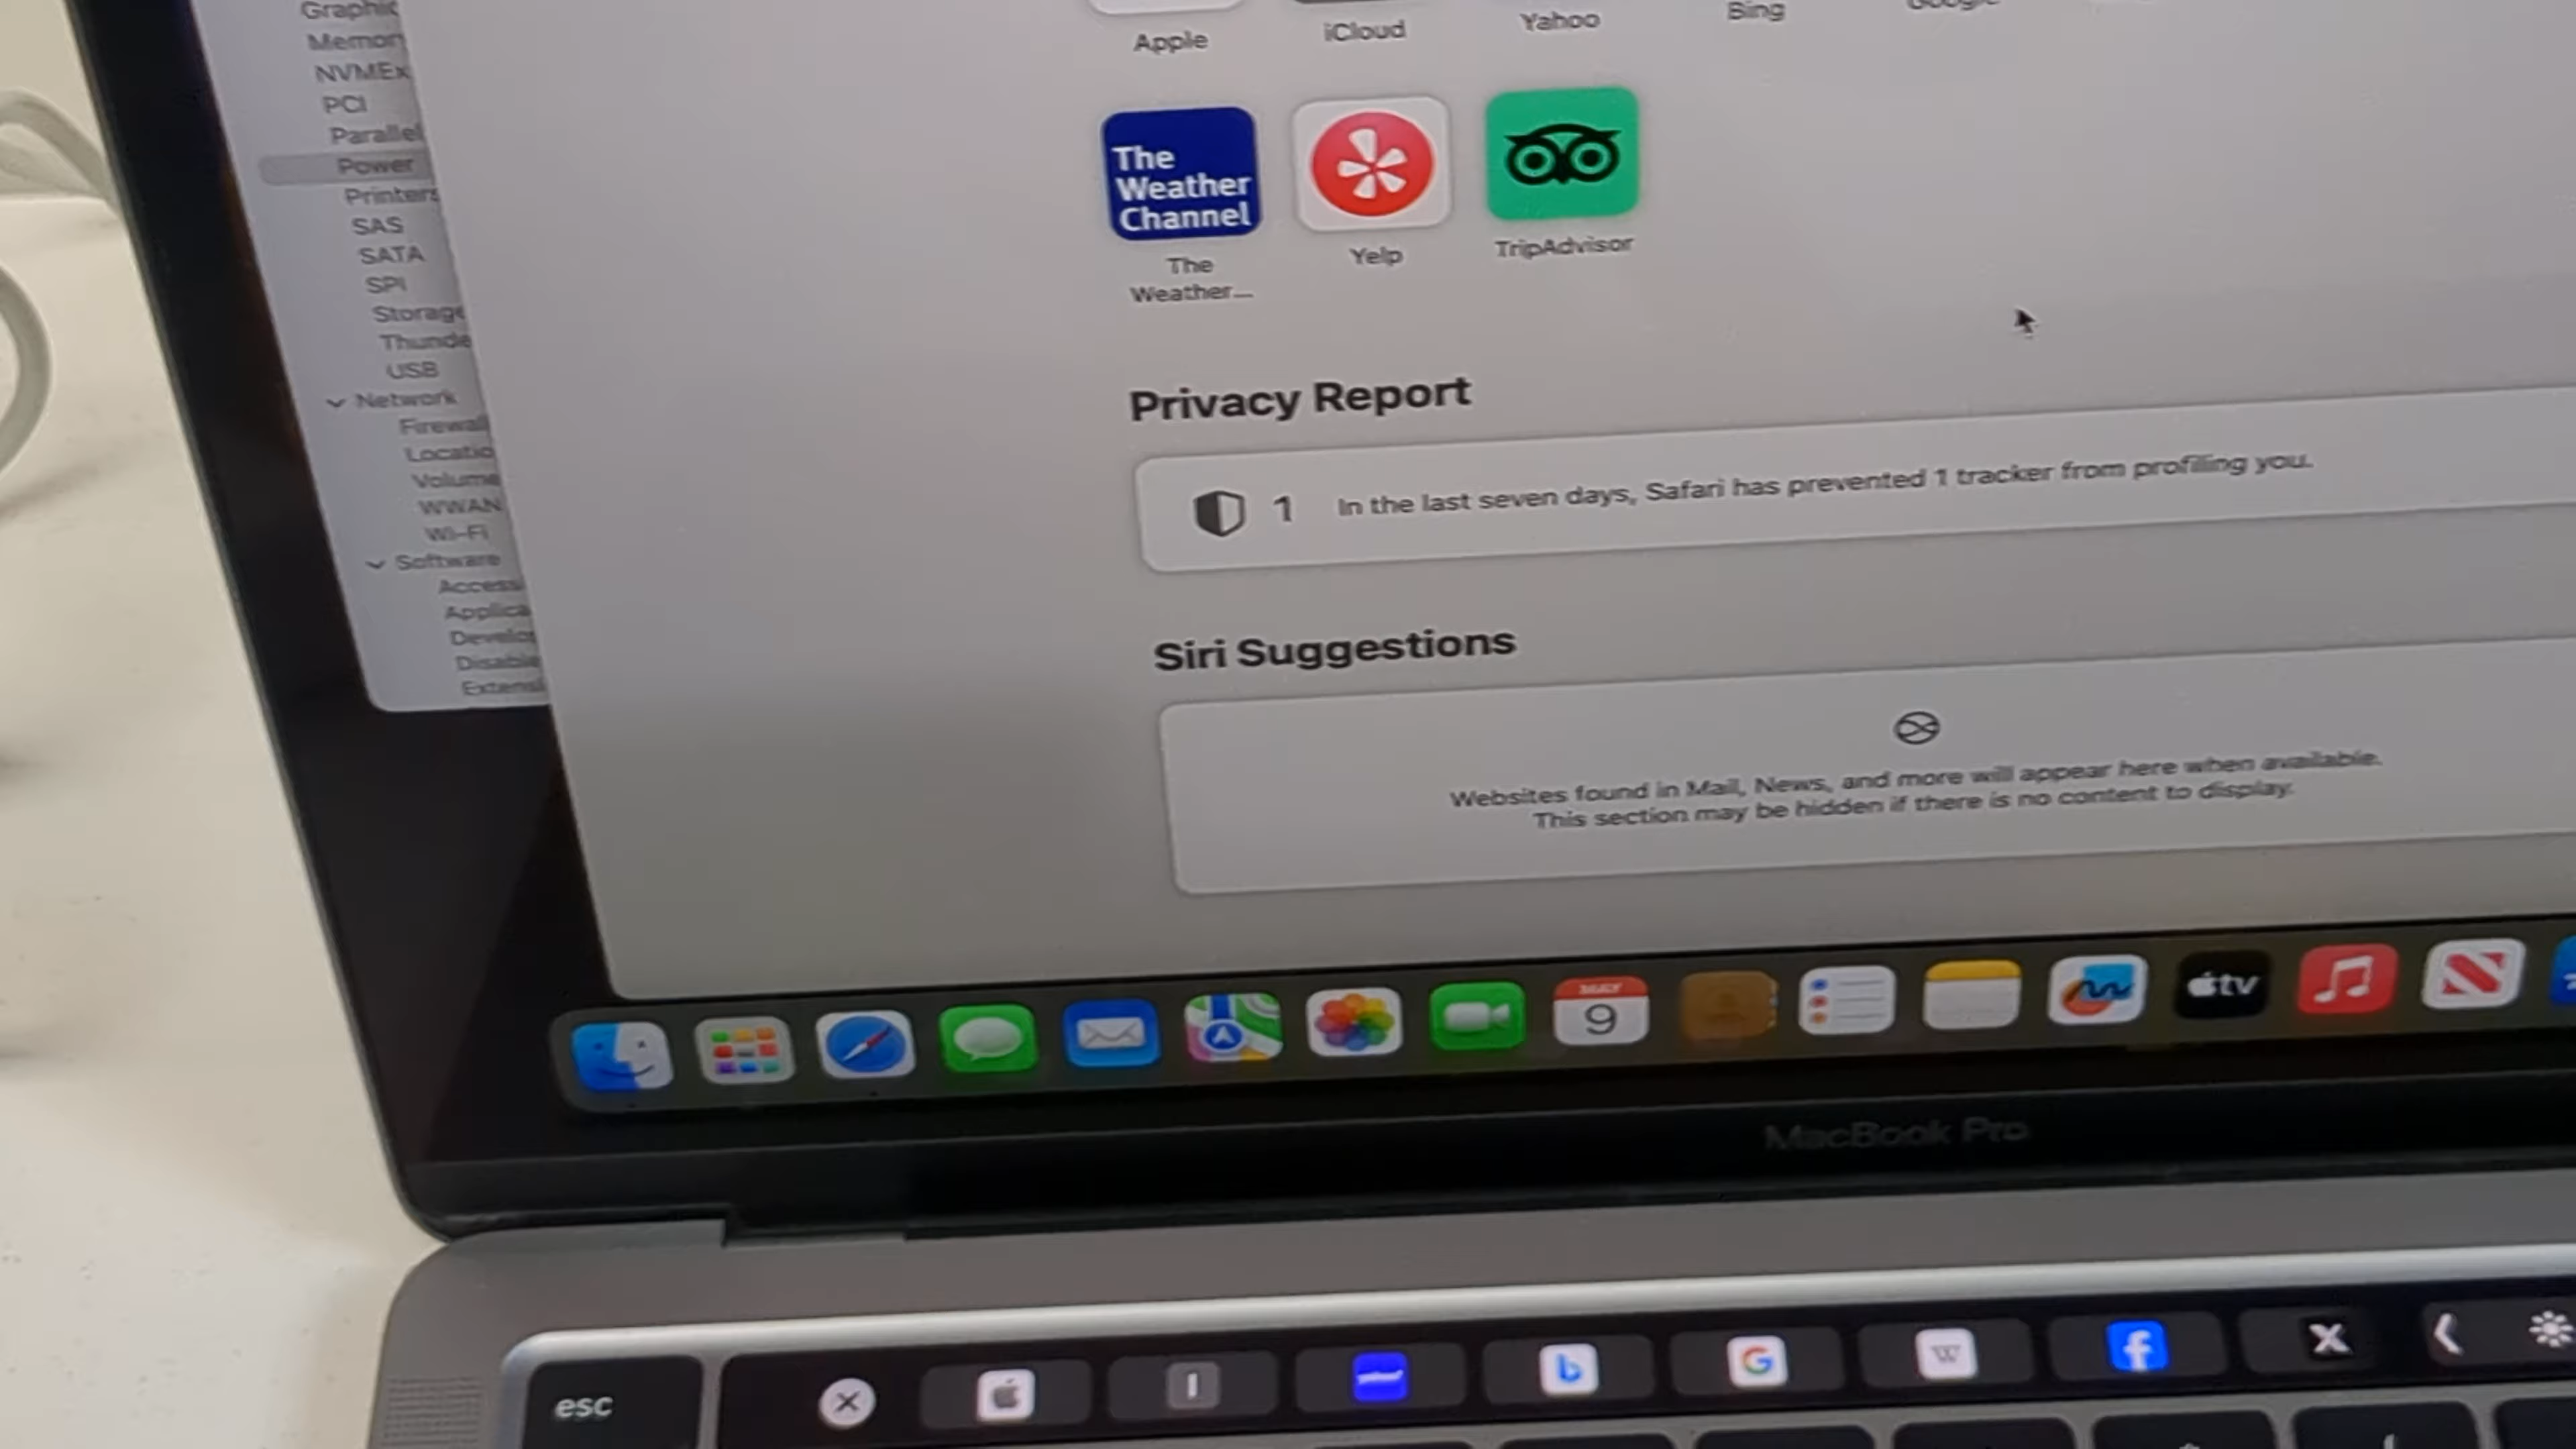 Graphic
Memor
NVMEx
PCI
Parallel
Power
Printers
SAS
SATA
SPI
Storage
Thunde
USB
Network
Firewall
Locatio
Volume
WWAN
Wi-Fi
Software
Access
Applica
Develop
Disable
Extensi
Apple
iCloud
Yahoo
Bing
Google
The
Weather
Channel
The
Weather...
Yelp
TripAdvisor
Privacy Report
1 In the last seven days, Safari has prevented 1 tracker from profiling you.
Siri Suggestions
Websites found in Mail, News, and more will appear here when available.
This section may be hidden if there is no content to display.
MAY
9
tv
MacBook Pro
esc
I
b
G
W
f
X